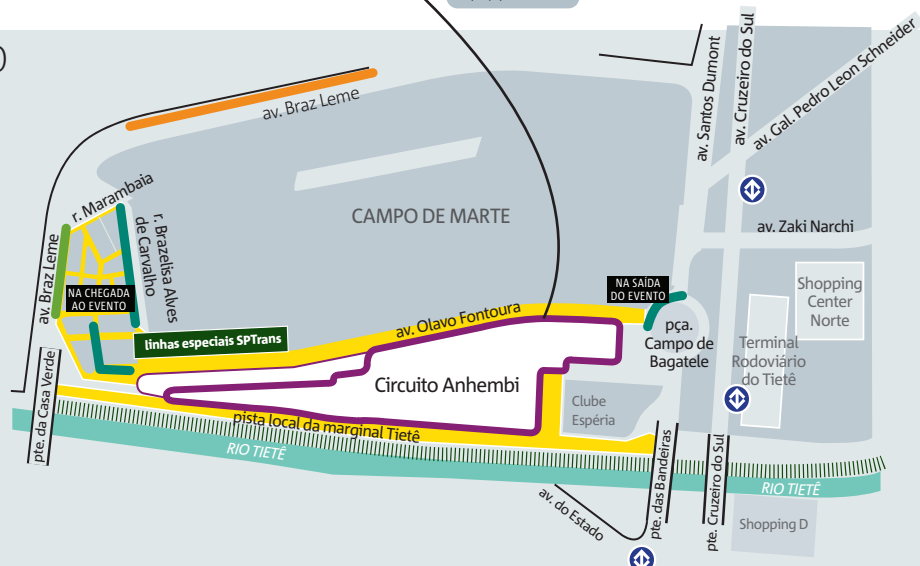 av. Braz Leme
av. Santos Dumont
av. Cruzeiro do Sul
av. Gal. Pedro Leon Schneider
r. Marambaia
CAMPO DE MARTE
av. Zaki Narchi
r. Brazelisa Alves
de Carvalho
av. Braz Leme
NA CHEGADA
AO EVENTO
NA SAÍDA
DO EVENTO
Shopping
Center
Norte
av. Olavo Fontoura
linhas especiais SPTrans
pça.
Campo de
Bagatele
Terminal
Rodoviário
do Tietê
Circuito Anhembi
Clube
Espéria
pte. da Casa Verde
pista local da marginal Tietê
RIO TIETÊ
pte. das Bandeiras
pte. Cruzeiro do Sul
RIO TIETÊ
av. do Estado
Shopping D